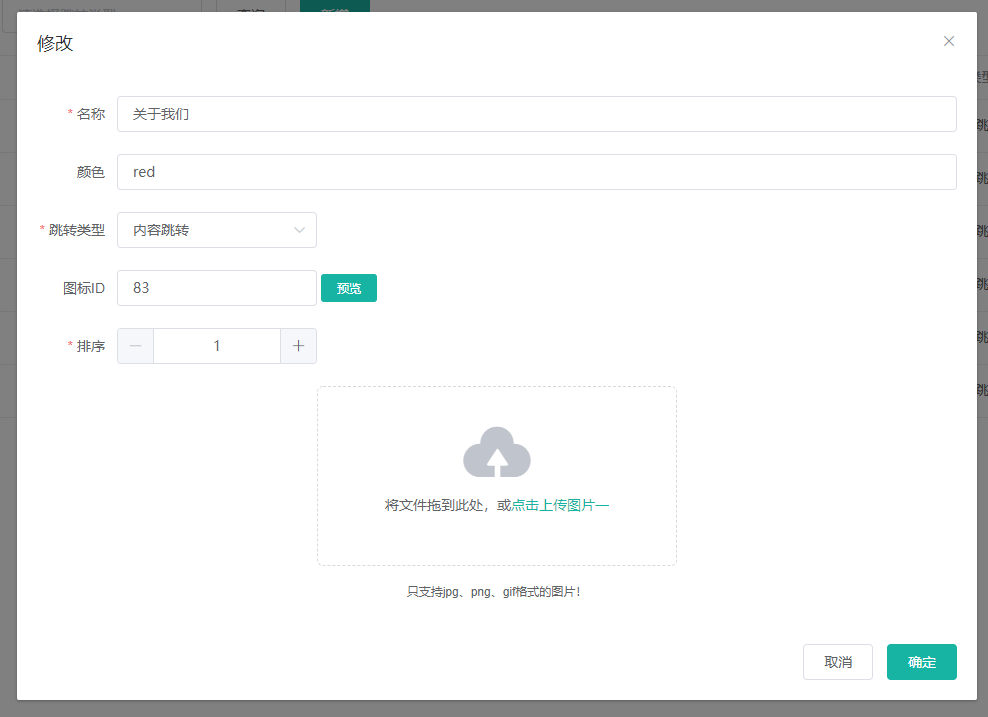 修改
* 名称 关于我们
颜色 red
* 跳转类型 内容跳转
图标ID 83 预览
* 排序 1
将文件拖到此处，或点击上传图片一
只支持jpg、png、gif格式的图片！
取消 确定